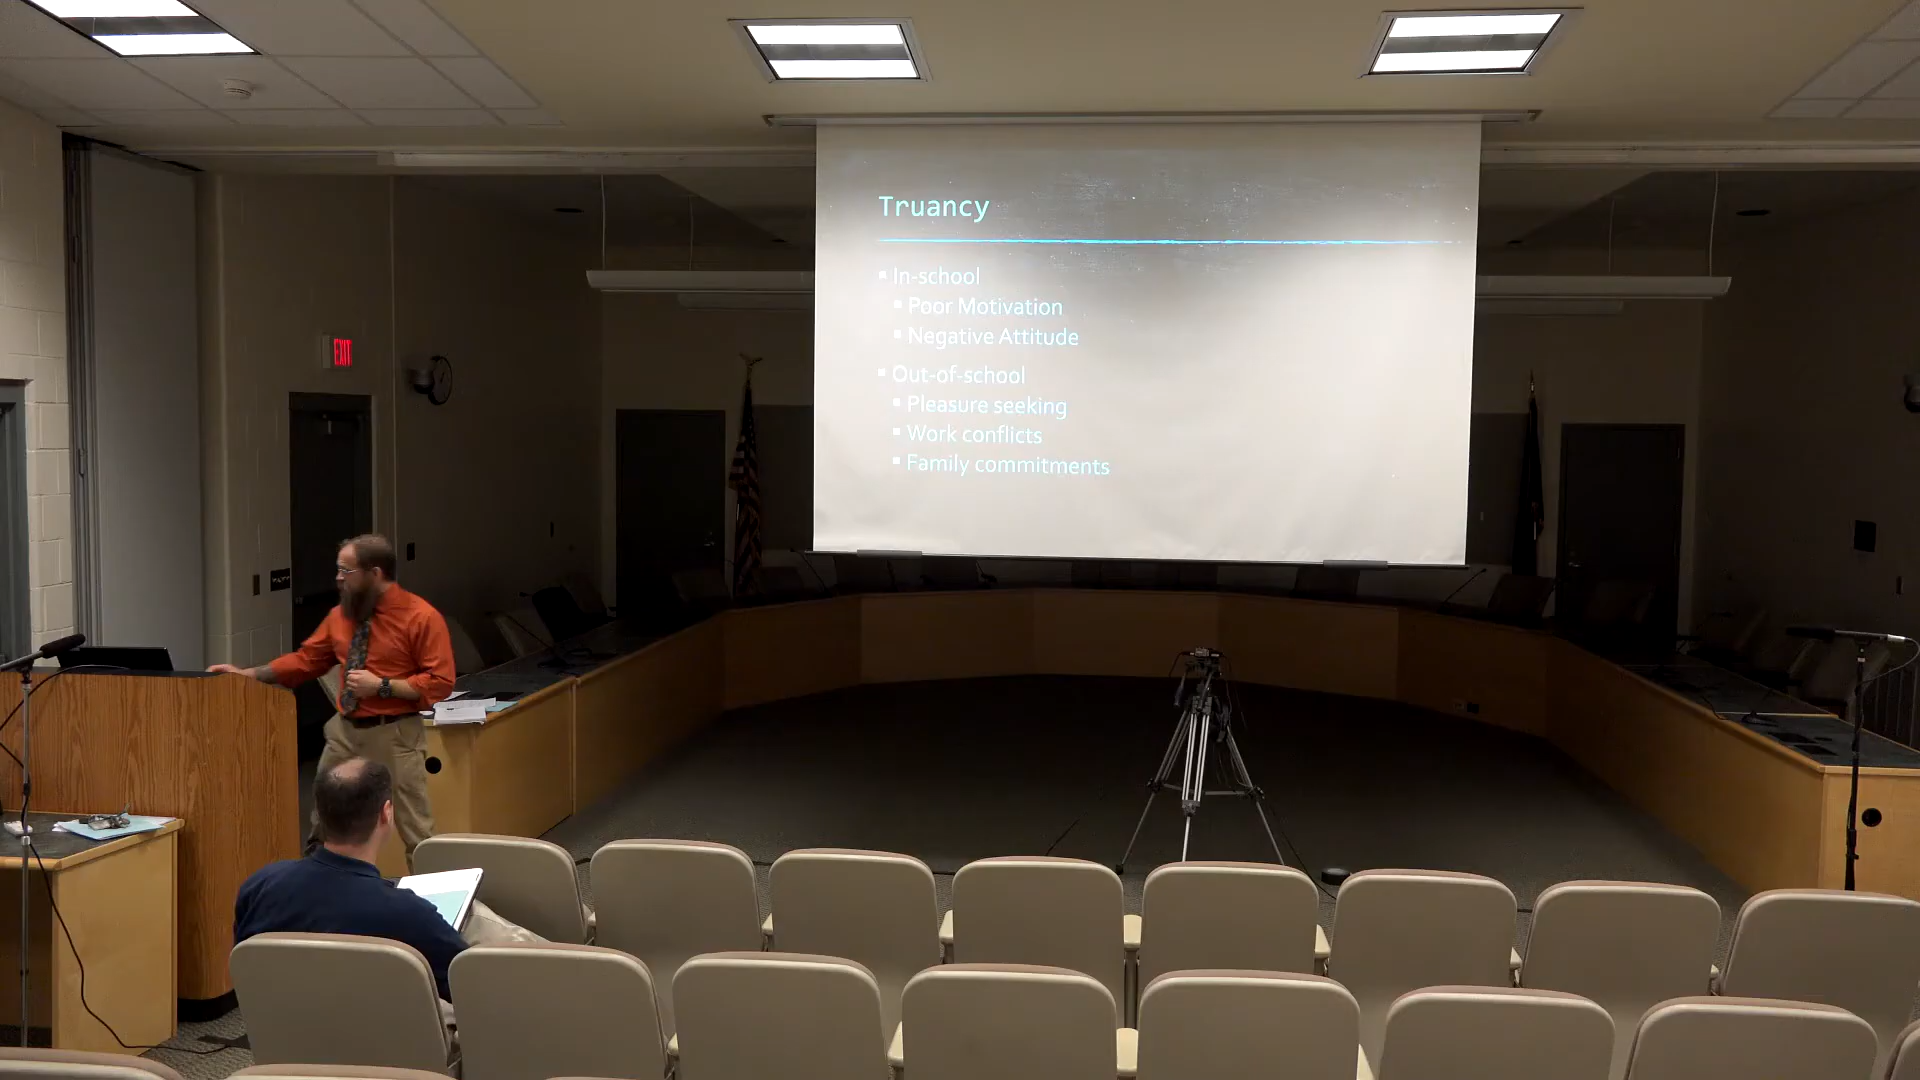 Truancy
In-school
Poor Motivation
Negative Attitude
Out-of-school
Pleasure seeking
Work conflicts
Family commitments
EXIT